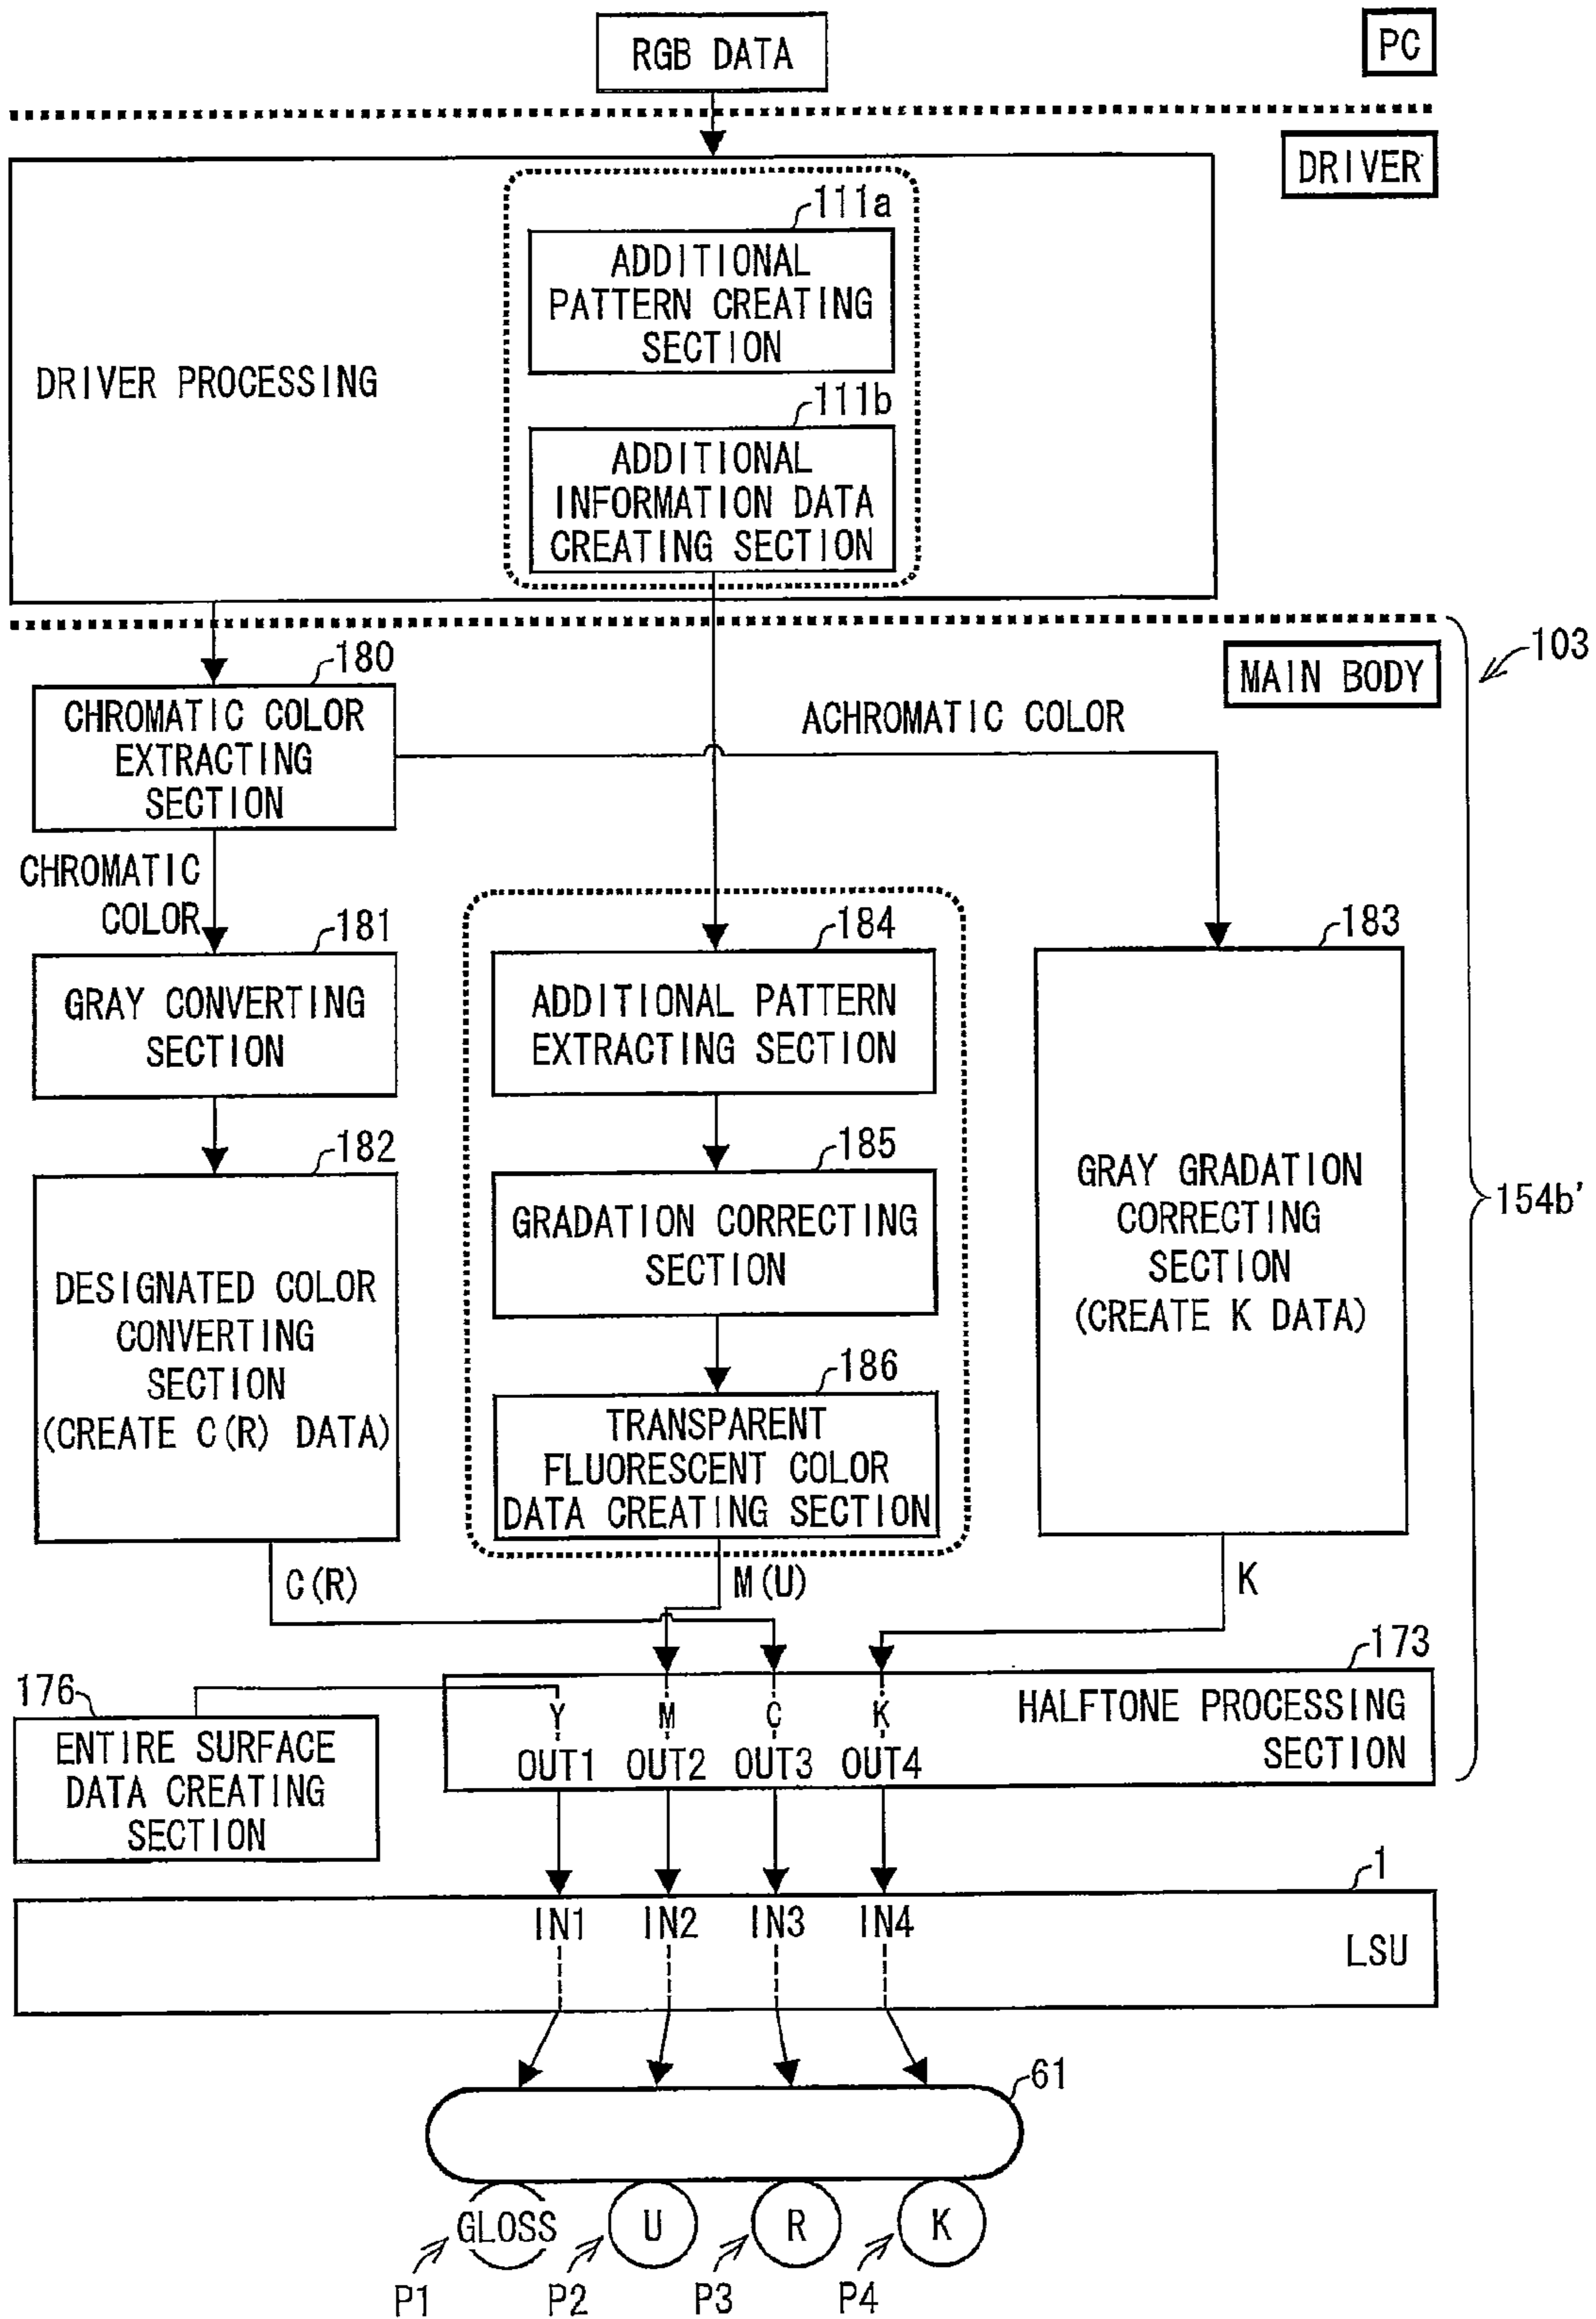 RGB DATA
PC
DRIVER
111a
ADDITIONAL
PATTERN CREATING
SECTION
DRIVER PROCESSING
111b
ADDITIONAL
INFORMATION DATA
CREATING SECTION
103
MAIN BODY
180
CHROMATIC COLOR
EXTRACTING
SECTION
ACHROMATIC COLOR
CHROMATIC
COLOR
181
GRAY CONVERTING
SECTION
184
ADDITIONAL PATTERN
EXTRACTING SECTION
183
GRAY GRADATION
CORRECTING
SECTION
(CREATE K DATA)
154b'
182
DESIGNATED COLOR
CONVERTING
SECTION
(CREATE C(R) DATA)
185
GRADATION CORRECTING
SECTION
186
TRANSPARENT
FLUORESCENT COLOR
DATA CREATING SECTION
C(R)
M(U)
K
173
176
ENTIRE SURFACE
DATA CREATING
SECTION
Y M C K
OUT1 OUT2 OUT3 OUT4
HALFTONE PROCESSING
SECTION
1
IN1 IN2 IN3 IN4
LSU
61
GLOSS U R K
P1 P2 P3 P4